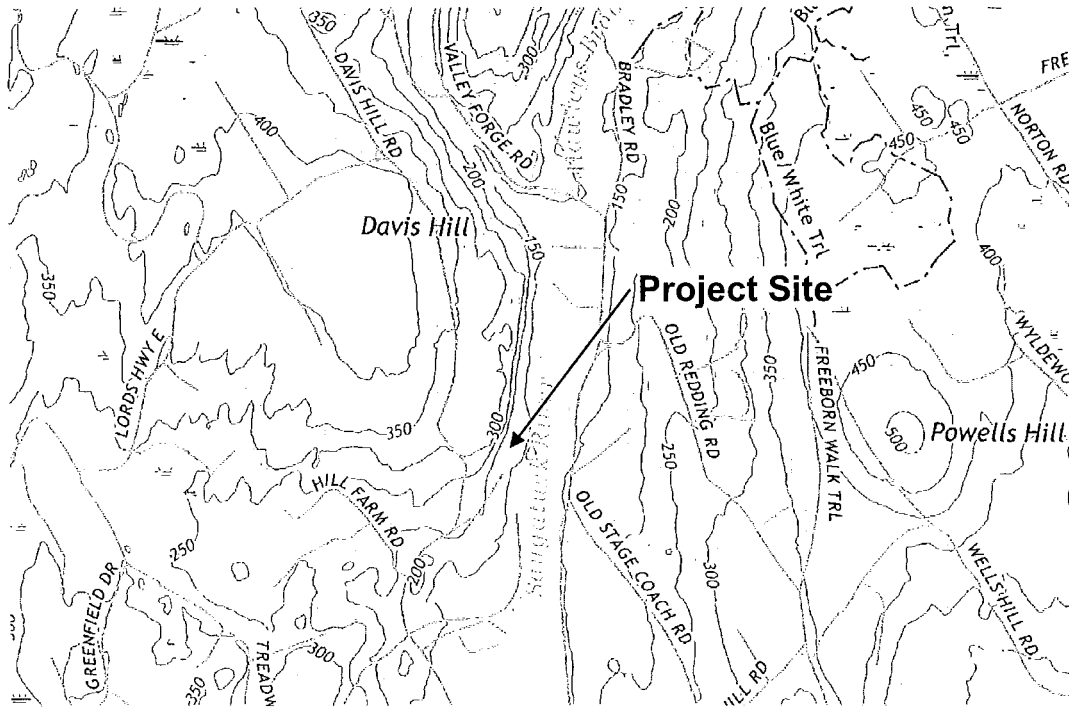 350
300
450
450
FRE
NORTON RD
BRADLEY RD
DAVIS HILL RD
VALLEY FORGE RD
400
450
Blue/White Trl
200
150
200
Davis Hill
150
400
350
Project Site
WYLDEWO
LORDS HWY E
OLD REDDING RD
350
FREEBORN WALK TRL
450
500
Powells Hill
350
300
HILL FARM RD
250
OLD STAGE COACH RD
250
200
300
WELLS HILL RD
GREENFIELD DR
TREADW
300
350
HILL RD
Saugatuck River